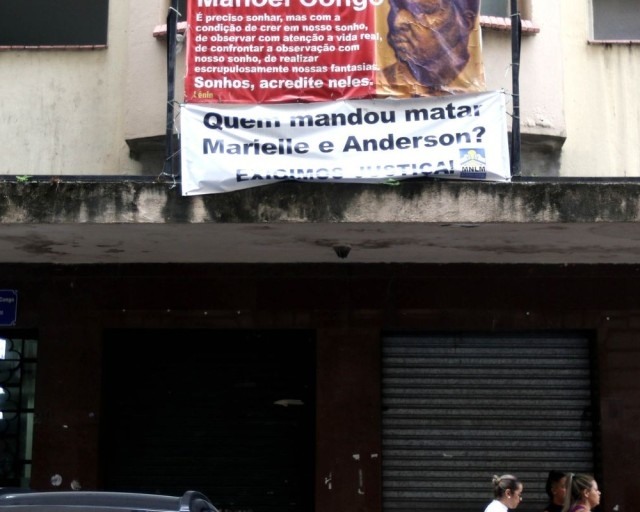 Manoel Congo
É preciso sonhar, mas com a
condição de crer em nosso sonho,
de observar com atenção a vida real,
de confrontar a observação com
nosso sonho, de realizar
escrupulosamente nossas fantasias.
Sonhos, acredite neles.
Lênin
Quem mandou matar
Marielle e Anderson?
EXIGIMOS JUSTIÇA!
MNLM
Congo